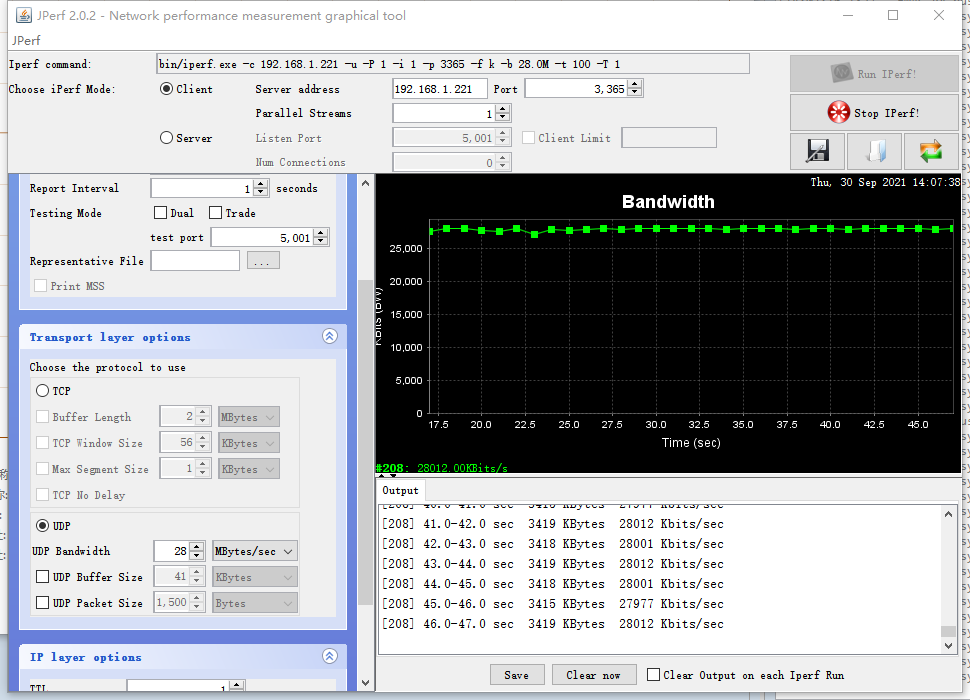 JPerf 2.0.2 - Network performance measurement graphical tool
JPerf
Iperf command: bin/iperf.exe -c 192.168.1.221 -u -P 1 -i 1 -p 3365 -f k -b 28.0M -t 100 -T 1
Choose iPerf Mode: Client Server address 192.168.1.221 Port 3,365
Parallel Streams 1
Server Listen Port 5,001 Client Limit
Num Connections 0
Run IPerf!
Stop IPerf!
Report Interval 1 seconds
Testing Mode Dual Trade
test port 5,001
Representative File ...
Print MSS
Transport layer options
Choose the protocol to use
TCP
Buffer Length 2 MBytes
TCP Window Size 56 KBytes
Max Segment Size 1 KBytes
TCP No Delay
UDP
UDP Bandwidth 28 MBytes/sec
UDP Buffer Size 41 KBytes
UDP Packet Size 1,500 Bytes
IP layer options
TTL 1
Thu, 30 Sep 2021 14:07:38
Bandwidth
KBits (BW)
25,000
20,000
15,000
10,000
5,000
0
17.5 20.0 22.5 25.0 27.5 30.0 32.5 35.0 37.5 40.0 42.5 45.0
Time (sec)
#208: 28012.00KBits/s
Output
[208] 40.0-41.0 sec 3415 KBytes 27977 Kbits/sec
[208] 41.0-42.0 sec 3419 KBytes 28012 Kbits/sec
[208] 42.0-43.0 sec 3418 KBytes 28001 Kbits/sec
[208] 43.0-44.0 sec 3419 KBytes 28012 Kbits/sec
[208] 44.0-45.0 sec 3418 KBytes 28001 Kbits/sec
[208] 45.0-46.0 sec 3415 KBytes 27977 Kbits/sec
[208] 46.0-47.0 sec 3419 KBytes 28012 Kbits/sec
Save Clear now Clear Output on each Iperf Run